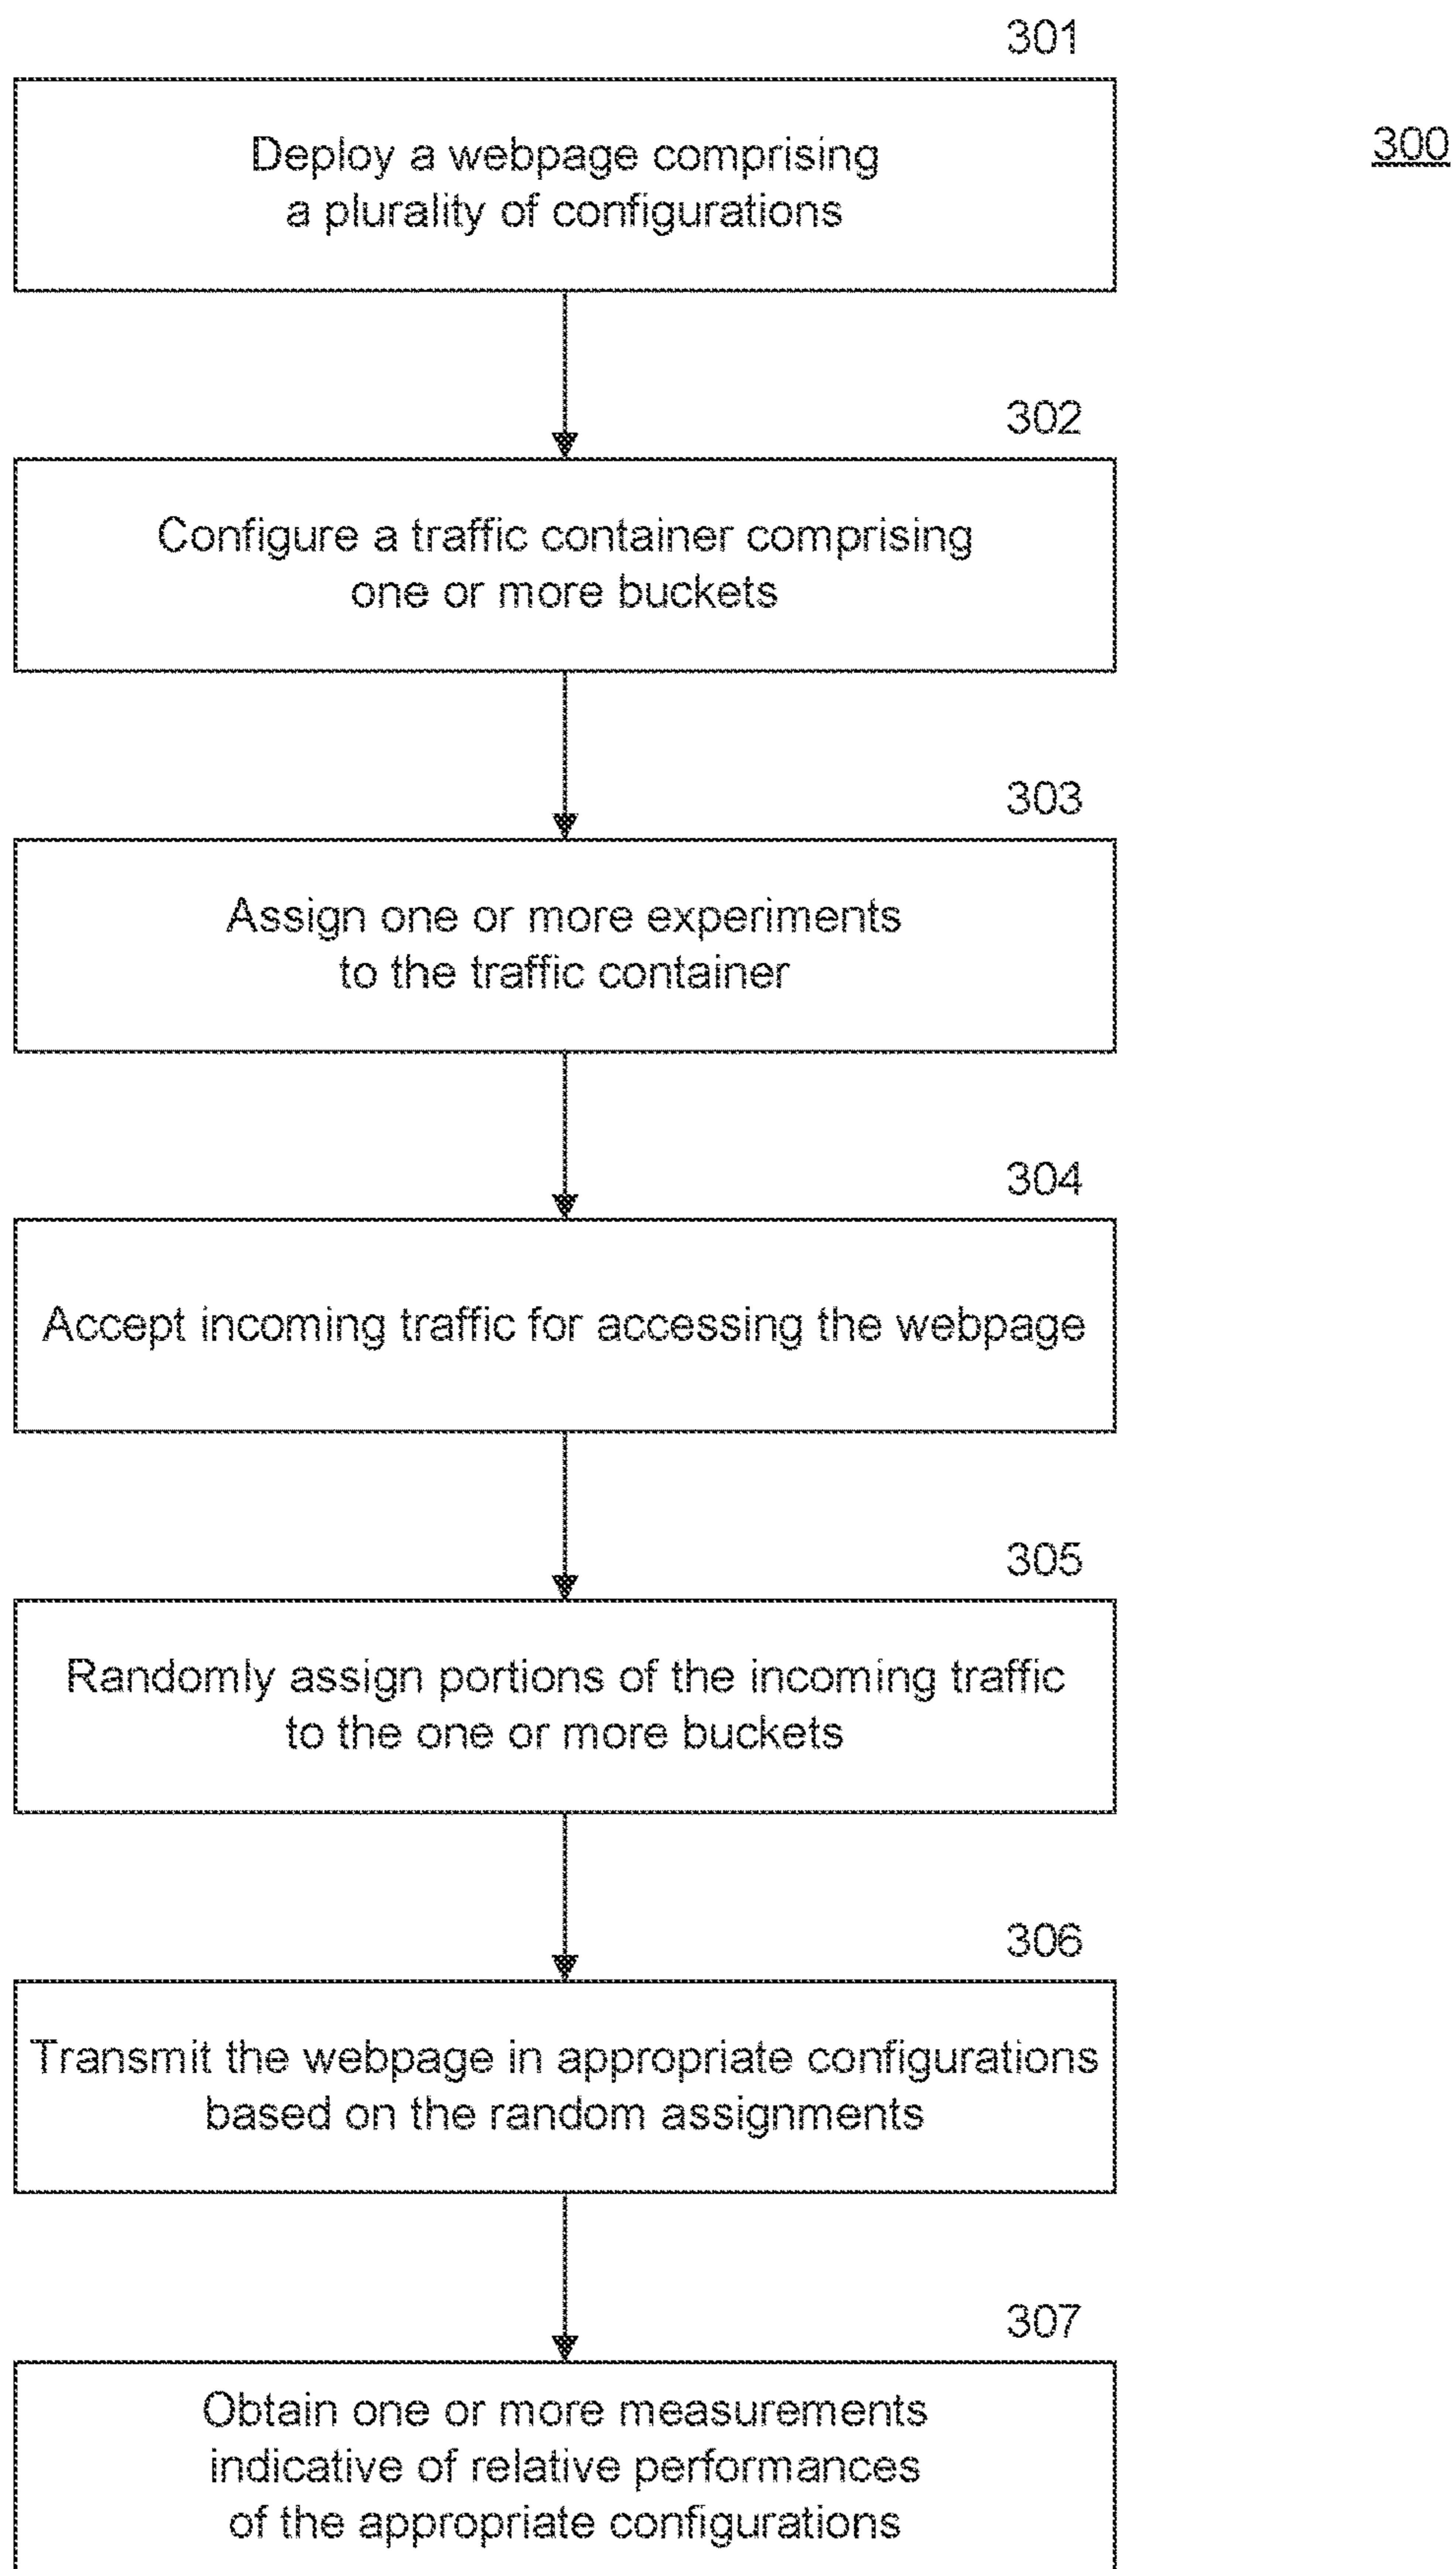 301
300
Deploy a webpage comprising
a plurality of configurations
302
Configure a traffic container comprising
one or more buckets
303
Assign one or more experiments
to the traffic container
304
Accept incoming traffic for accessing the webpage
305
Randomly assign portions of the incoming traffic
to the one or more buckets
306
Transmit the webpage in appropriate configurations
based on the random assignments
307
Obtain one or more measurements
indicative of relative performances
of the appropriate configurations